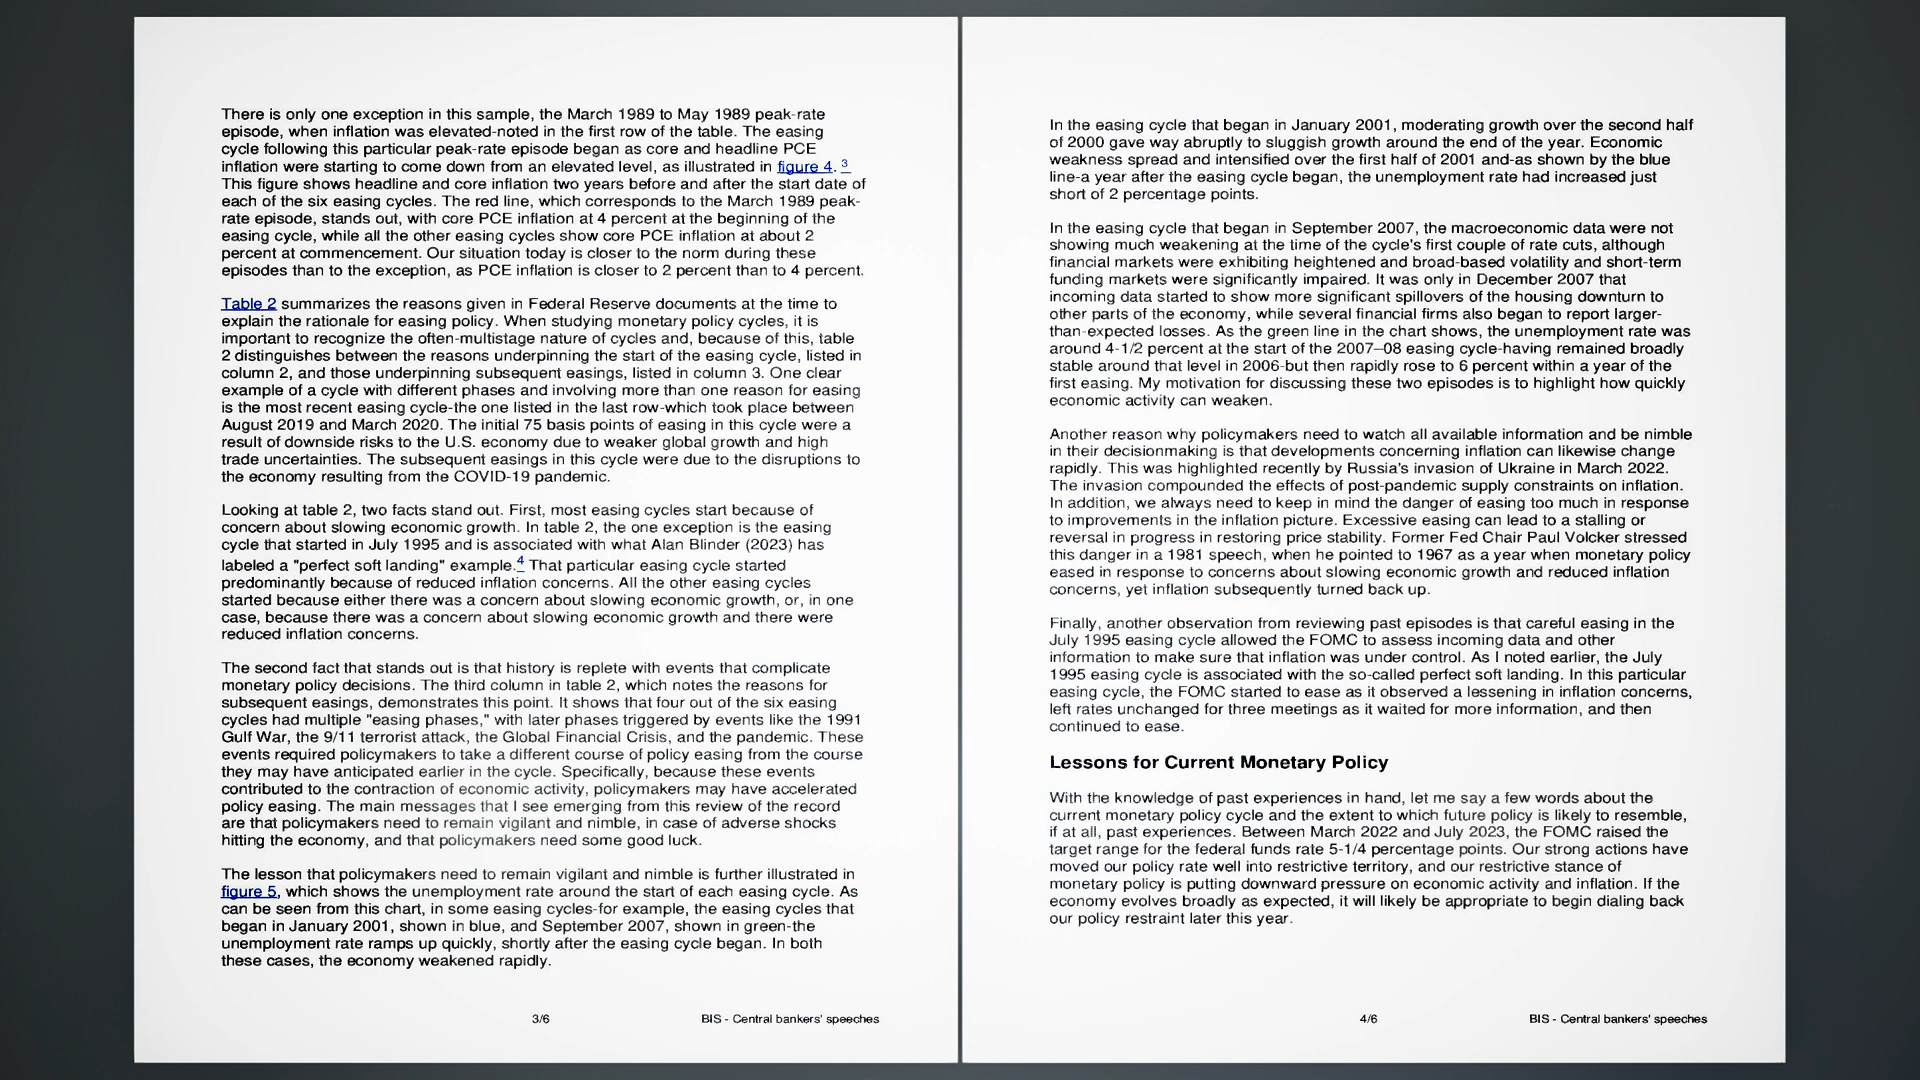 There is only one exception in this sample, the March 1989 to May 1989 peak-rate
episode, when inflation was elevated-noted in the first row of the table. The easing
cycle following this particular peak-rate episode began as core and headline PCE
inflation were starting to come down from an elevated level, as illustrated in figure 4. 3
This figure shows headline and core inflation two years before and after the start date of
each of the six easing cycles. The red line, which corresponds to the March 1989 peak-
rate episode, stands out, with core PCE inflation at 4 percent at the beginning of the
easing cycle, while all the other easing cycles show core PCE inflation at about 2
percent at commencement. Our situation today is closer to the norm during these
episodes than to the exception, as PCE inflation is closer to 2 percent than to 4 percent.
Table 2 summarizes the reasons given in Federal Reserve documents at the time to
explain the rationale for easing policy. When studying monetary policy cycles, it is
important to recognize the often-multistage nature of cycles and, because of this, table
2 distinguishes between the reasons underpinning the start of the easing cycle, listed in
column 2, and those underpinning subsequent easings, listed in column 3. One clear
example of a cycle with different phases and involving more than one reason for easing
is the most recent easing cycle-the one listed in the last row-which took place between
August 2019 and March 2020. The initial 75 basis points of easing in this cycle were a
result of downside risks to the U.S. economy due to weaker global growth and high
trade uncertainties. The subsequent easings in this cycle were due to the disruptions to
the economy resulting from the COVID-19 pandemic.
Looking at table 2, two facts stand out. First, most easing cycles start because of
concern about slowing economic growth. In table 2, the one exception is the easing
cycle that started in July 1995 and is associated with what Alan Blinder (2023) has
labeled a "perfect soft landing" example.4 That particular easing cycle started
predominantly because of reduced inflation concerns. All the other easing cycles
started because either there was a concern about slowing economic growth, or, in one
case, because there was a concern about slowing economic growth and there were
reduced inflation concerns.
The second fact that stands out is that history is replete with events that complicate
monetary policy decisions. The third column in table 2, which notes the reasons for
subsequent easings, demonstrates this point. It shows that four out of the six easing
cycles had multiple "easing phases," with later phases triggered by events like the 1991
Gulf War, the 9/11 terrorist attack, the Global Financial Crisis, and the pandemic. These
events required policymakers to take a different course of policy easing from the course
they may have anticipated earlier in the cycle. Specifically, because these events
contributed to the contraction of economic activity, policymakers may have accelerated
policy easing. The main messages that I see emerging from this review of the record
are that policymakers need to remain vigilant and nimble, in case of adverse shocks
hitting the economy, and that policymakers need some good luck.
The lesson that policymakers need to remain vigilant and nimble is further illustrated in
figure 5, which shows the unemployment rate around the start of each easing cycle. As
can be seen from this chart, in some easing cycles-for example, the easing cycles that
began in January 2001, shown in blue, and September 2007, shown in green-the
unemployment rate ramps up quickly, shortly after the easing cycle began. In both
these cases, the economy weakened rapidly.
3/6
BIS - Central bankers' speeches
In the easing cycle that began in January 2001, moderating growth over the second half
of 2000 gave way abruptly to sluggish growth around the end of the year. Economic
weakness spread and intensified over the first half of 2001 and-as shown by the blue
line-a year after the easing cycle began, the unemployment rate had increased just
short of 2 percentage points.
In the easing cycle that began in September 2007, the macroeconomic data were not
showing much weakening at the time of the cycle's first couple of rate cuts, although
financial markets were exhibiting heightened and broad-based volatility and short-term
funding markets were significantly impaired. It was only in December 2007 that
incoming data started to show more significant spillovers of the housing downturn to
other parts of the economy, while several financial firms also began to report larger-
than-expected losses. As the green line in the chart shows, the unemployment rate was
around 4-1/2 percent at the start of the 2007–08 easing cycle-having remained broadly
stable around that level in 2006-but then rapidly rose to 6 percent within a year of the
first easing. My motivation for discussing these two episodes is to highlight how quickly
economic activity can weaken.
Another reason why policymakers need to watch all available information and be nimble
in their decisionmaking is that developments concerning inflation can likewise change
rapidly. This was highlighted recently by Russia's invasion of Ukraine in March 2022.
The invasion compounded the effects of post-pandemic supply constraints on inflation.
In addition, we always need to keep in mind the danger of easing too much in response
to improvements in the inflation picture. Excessive easing can lead to a stalling or
reversal in progress in restoring price stability. Former Fed Chair Paul Volcker stressed
this danger in a 1981 speech, when he pointed to 1967 as a year when monetary policy
eased in response to concerns about slowing economic growth and reduced inflation
concerns, yet inflation subsequently turned back up.
Finally, another observation from reviewing past episodes is that careful easing in the
July 1995 easing cycle allowed the FOMC to assess incoming data and other
information to make sure that inflation was under control. As I noted earlier, the July
1995 easing cycle is associated with the so-called perfect soft landing. In this particular
easing cycle, the FOMC started to ease as it observed a lessening in inflation concerns,
left rates unchanged for three meetings as it waited for more information, and then
continued to ease.
Lessons for Current Monetary Policy
With the knowledge of past experiences in hand, let me say a few words about the
current monetary policy cycle and the extent to which future policy is likely to resemble,
if at all, past experiences. Between March 2022 and July 2023, the FOMC raised the
target range for the federal funds rate 5-1/4 percentage points. Our strong actions have
moved our policy rate well into restrictive territory, and our restrictive stance of
monetary policy is putting downward pressure on economic activity and inflation. If the
economy evolves broadly as expected, it will likely be appropriate to begin dialing back
our policy restraint later this year.
4/6
BIS - Central bankers' speeches